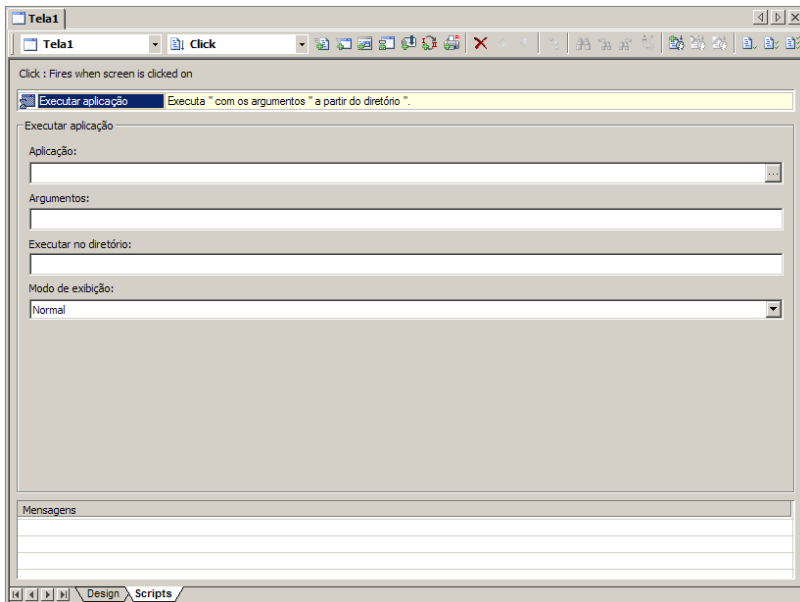 Tela1
Tela1 Click
Click : Fires when screen is clicked on
Executar aplicação Executa '' com os argumentos '' a partir do diretório ''.
Executar aplicação
Aplicação:
...
Argumentos:
Executar no diretório:
Modo de exibição:
Normal
Mensagens
Design Scripts